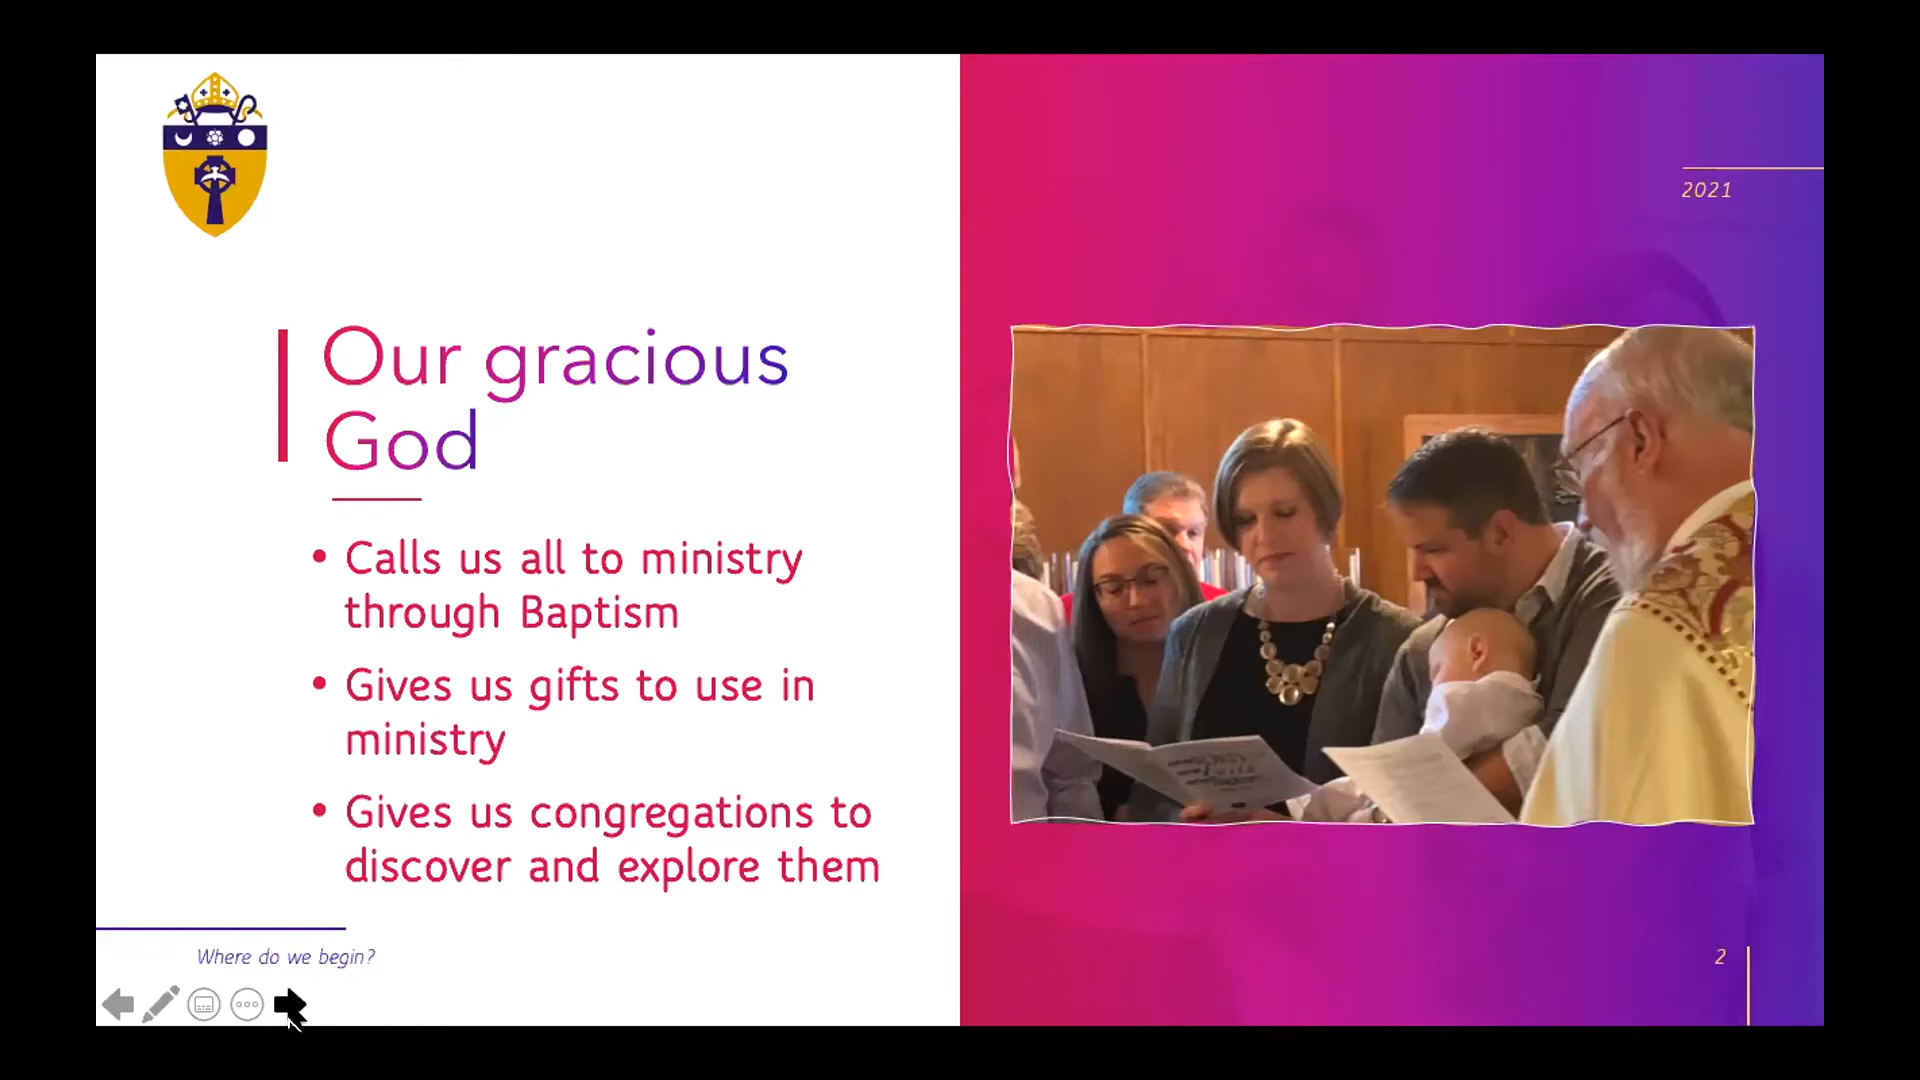 2021
Our gracious
God
• Calls us all to ministry
through Baptism
• Gives us gifts to use in
ministry
• Gives us congregations to
discover and explore them
Where do we begin?
2